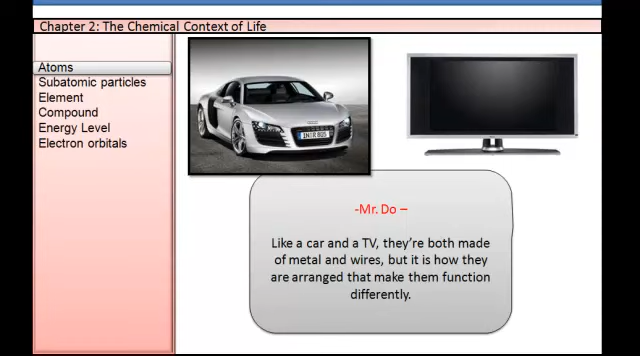 Chapter 2: The Chemical Context of Life
Atoms
Subatomic particles
Element
Compound
Energy Level
Electron orbitals
IN·R 8US
-Mr. Do –
Like a car and a TV, they're both made
of metal and wires, but it is how they
are arranged that make them function
differently.